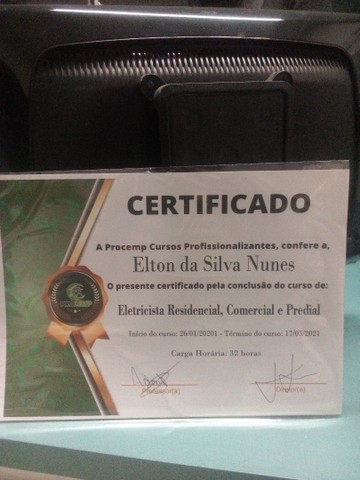 CERTIFICADO
A Procemp Cursos Profissionalizantes, confere a,
Elton da Silva Nunes
O presente certificado pela conclusão do curso de:
Eletricista Residencial, Comercial e Predial
Início do curso: 26/01/20201 - Término do curso: 17/05/2021
Carga Horária: 32 horas
Diretor(a)